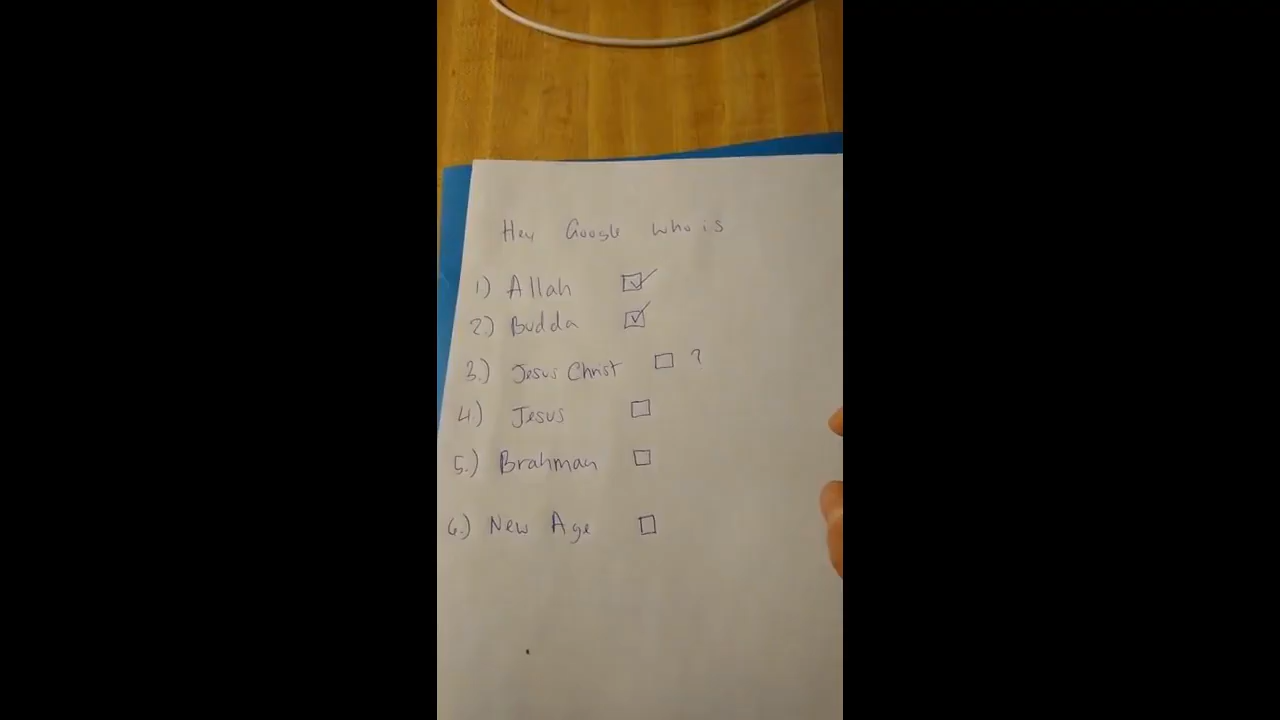 Hey Google who is
1) Allah ☑
2.) Budda ☑
3.) Jesus Christ ☐ ?
4.) Jesus ☐
5.) Brahman ☐
6.) New Age ☐